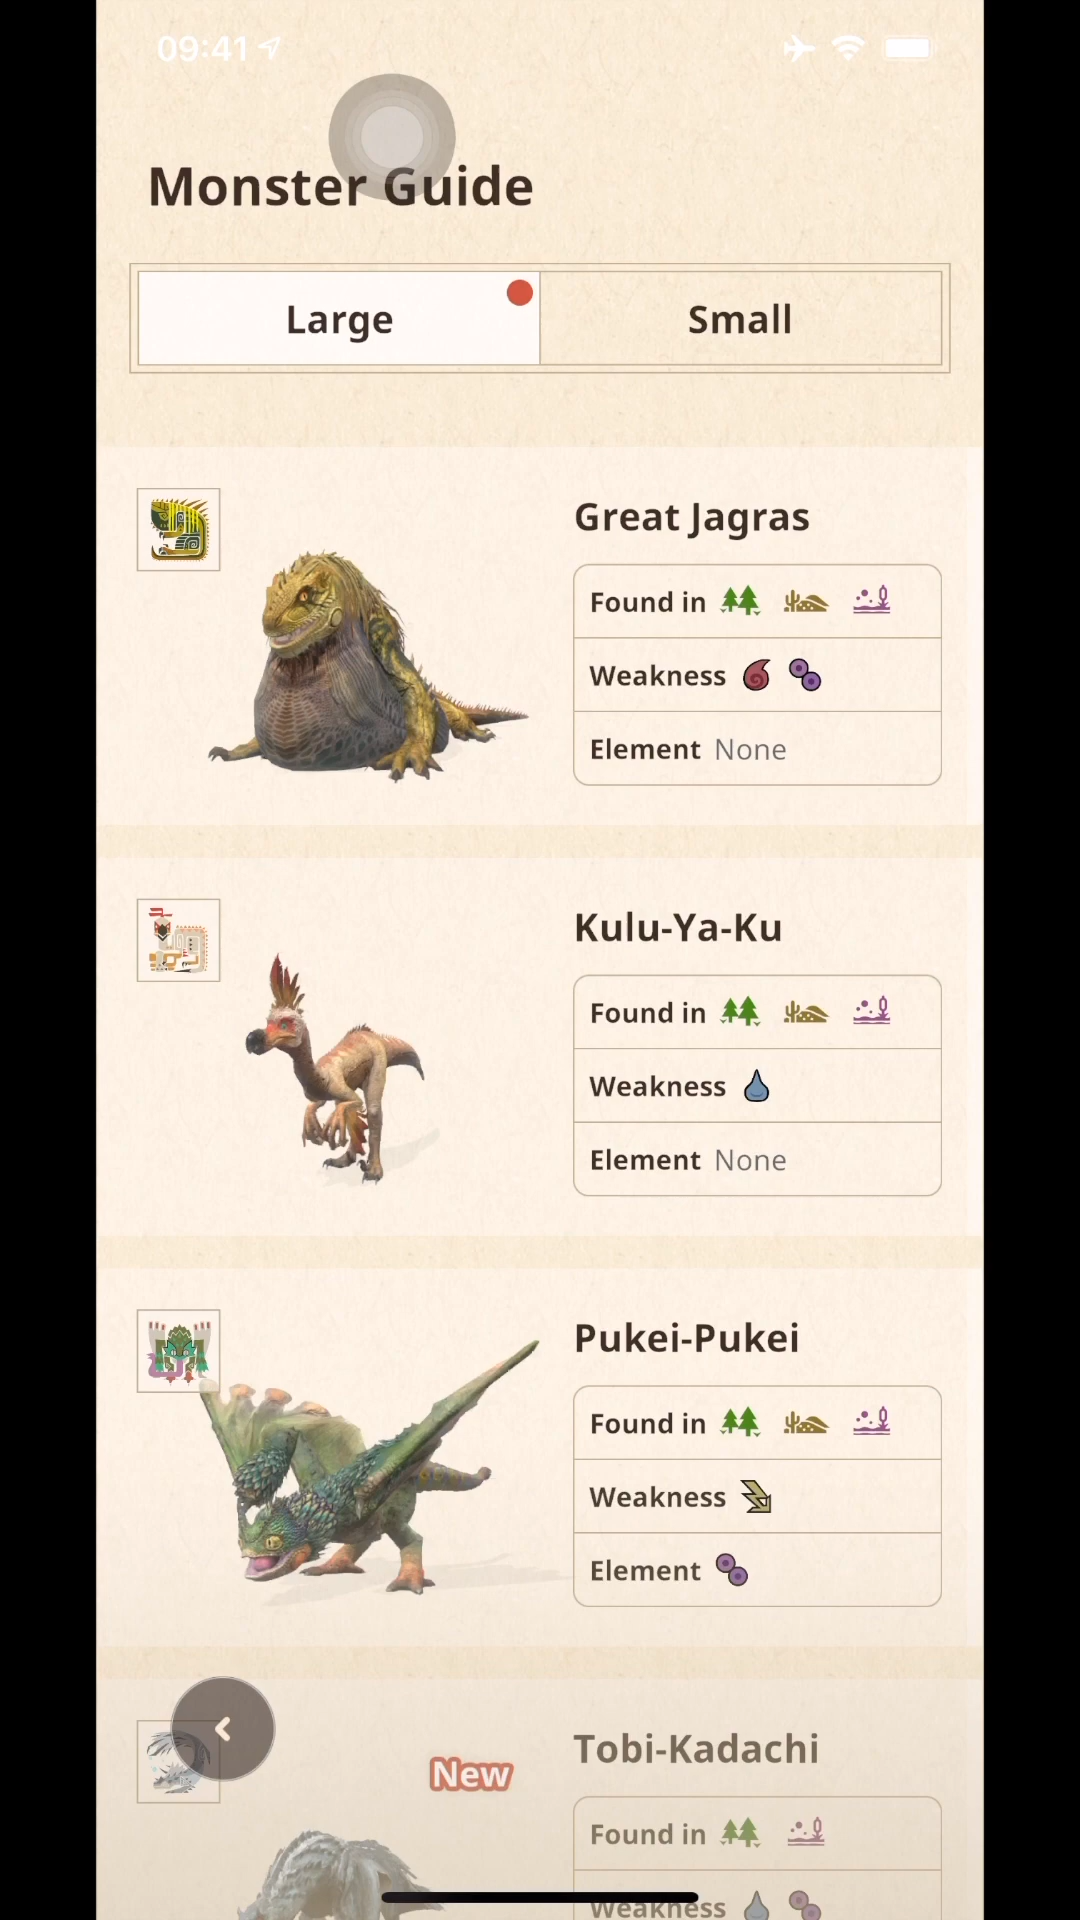 09:41
Monster Guide
Large
Small
Great Jagras
Found in
Weakness
Element None
Kulu-Ya-Ku
Found in
Weakness
Element None
Pukei-Pukei
Found in
Weakness
Element
New
Tobi-Kadachi
Found in
Weakness